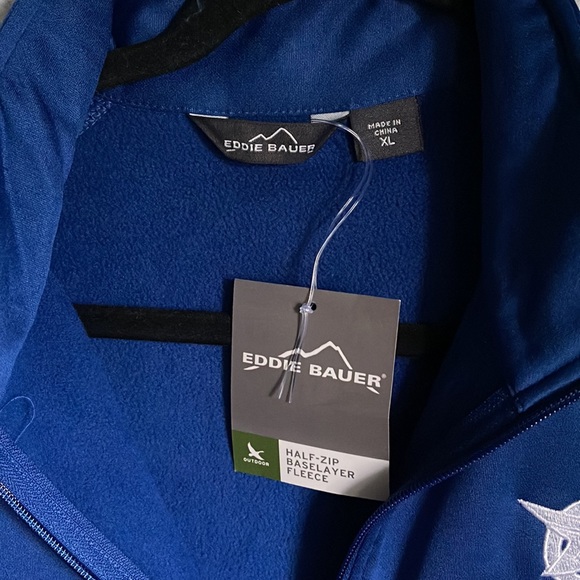 EDDIE BAUER
MADE IN
CHINA
XL
EDDIE BAUER®
OUTDOOR
HALF-ZIP
BASELAYER
FLEECE